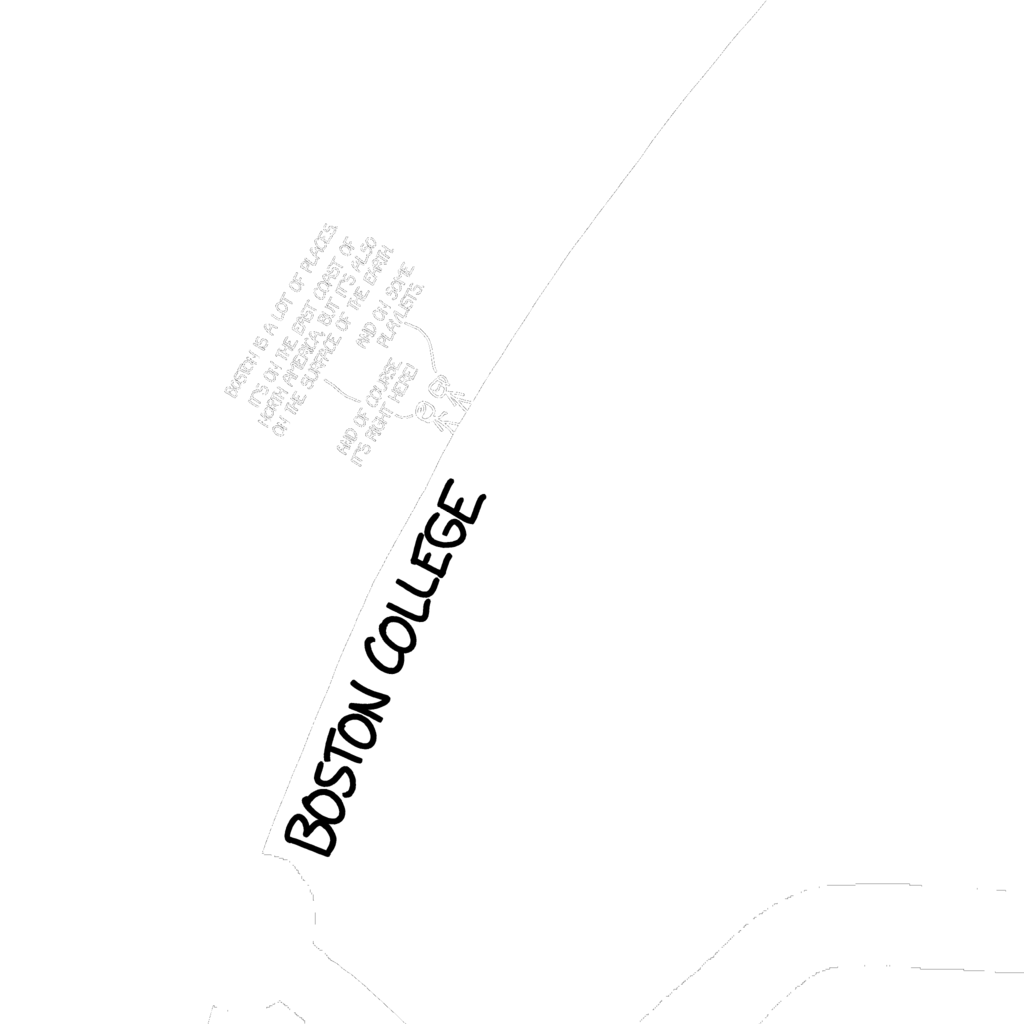 BOSTON IS A LOT OF PLACES.
IT'S ON THE EAST COAST OF
NORTH AMERICA, BUT IT'S ALSO
ON THE SURFACE OF THE EARTH.
AND ON SOME
PLAYLISTS.
AND OF COURSE
IT'S RIGHT HERE!
BOSTON COLLEGE